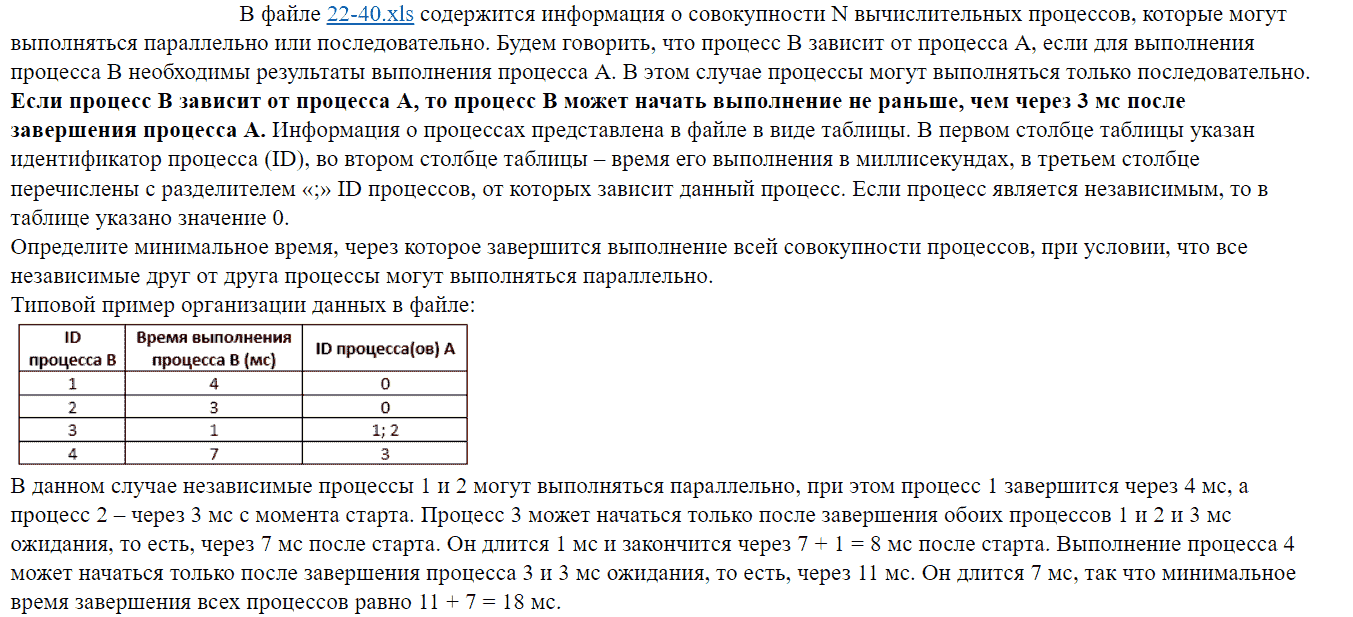 В файле 22-40.xls содержится информация о совокупности N вычислительных процессов, которые могут
выполняться параллельно или последовательно. Будем говорить, что процесс B зависит от процесса A, если для выполнения
процесса B необходимы результаты выполнения процесса A. В этом случае процессы могут выполняться только последовательно.
Если процесс B зависит от процесса A, то процесс B может начать выполнение не раньше, чем через 3 мс после
завершения процесса A. Информация о процессах представлена в файле в виде таблицы. В первом столбце таблицы указан
идентификатор процесса (ID), во втором столбце таблицы – время его выполнения в миллисекундах, в третьем столбце
перечислены с разделителем «;» ID процессов, от которых зависит данный процесс. Если процесс является независимым, то в
таблице указано значение 0.
Определите минимальное время, через которое завершится выполнение всей совокупности процессов, при условии, что все
независимые друг от друга процессы могут выполняться параллельно.
Типовой пример организации данных в файле:
ID процесса B Время выполнения процесса B (мс) ID процесса(ов) A
1 4 0
2 3 0
3 1 1; 2
4 7 3
В данном случае независимые процессы 1 и 2 могут выполняться параллельно, при этом процесс 1 завершится через 4 мс, а
процесс 2 – через 3 мс с момента старта. Процесс 3 может начаться только после завершения обоих процессов 1 и 2 и 3 мс
ожидания, то есть, через 7 мс после старта. Он длится 1 мс и закончится через 7 + 1 = 8 мс после старта. Выполнение процесса 4
может начаться только после завершения процесса 3 и 3 мс ожидания, то есть, через 11 мс. Он длится 7 мс, так что минимальное
время завершения всех процессов равно 11 + 7 = 18 мс.